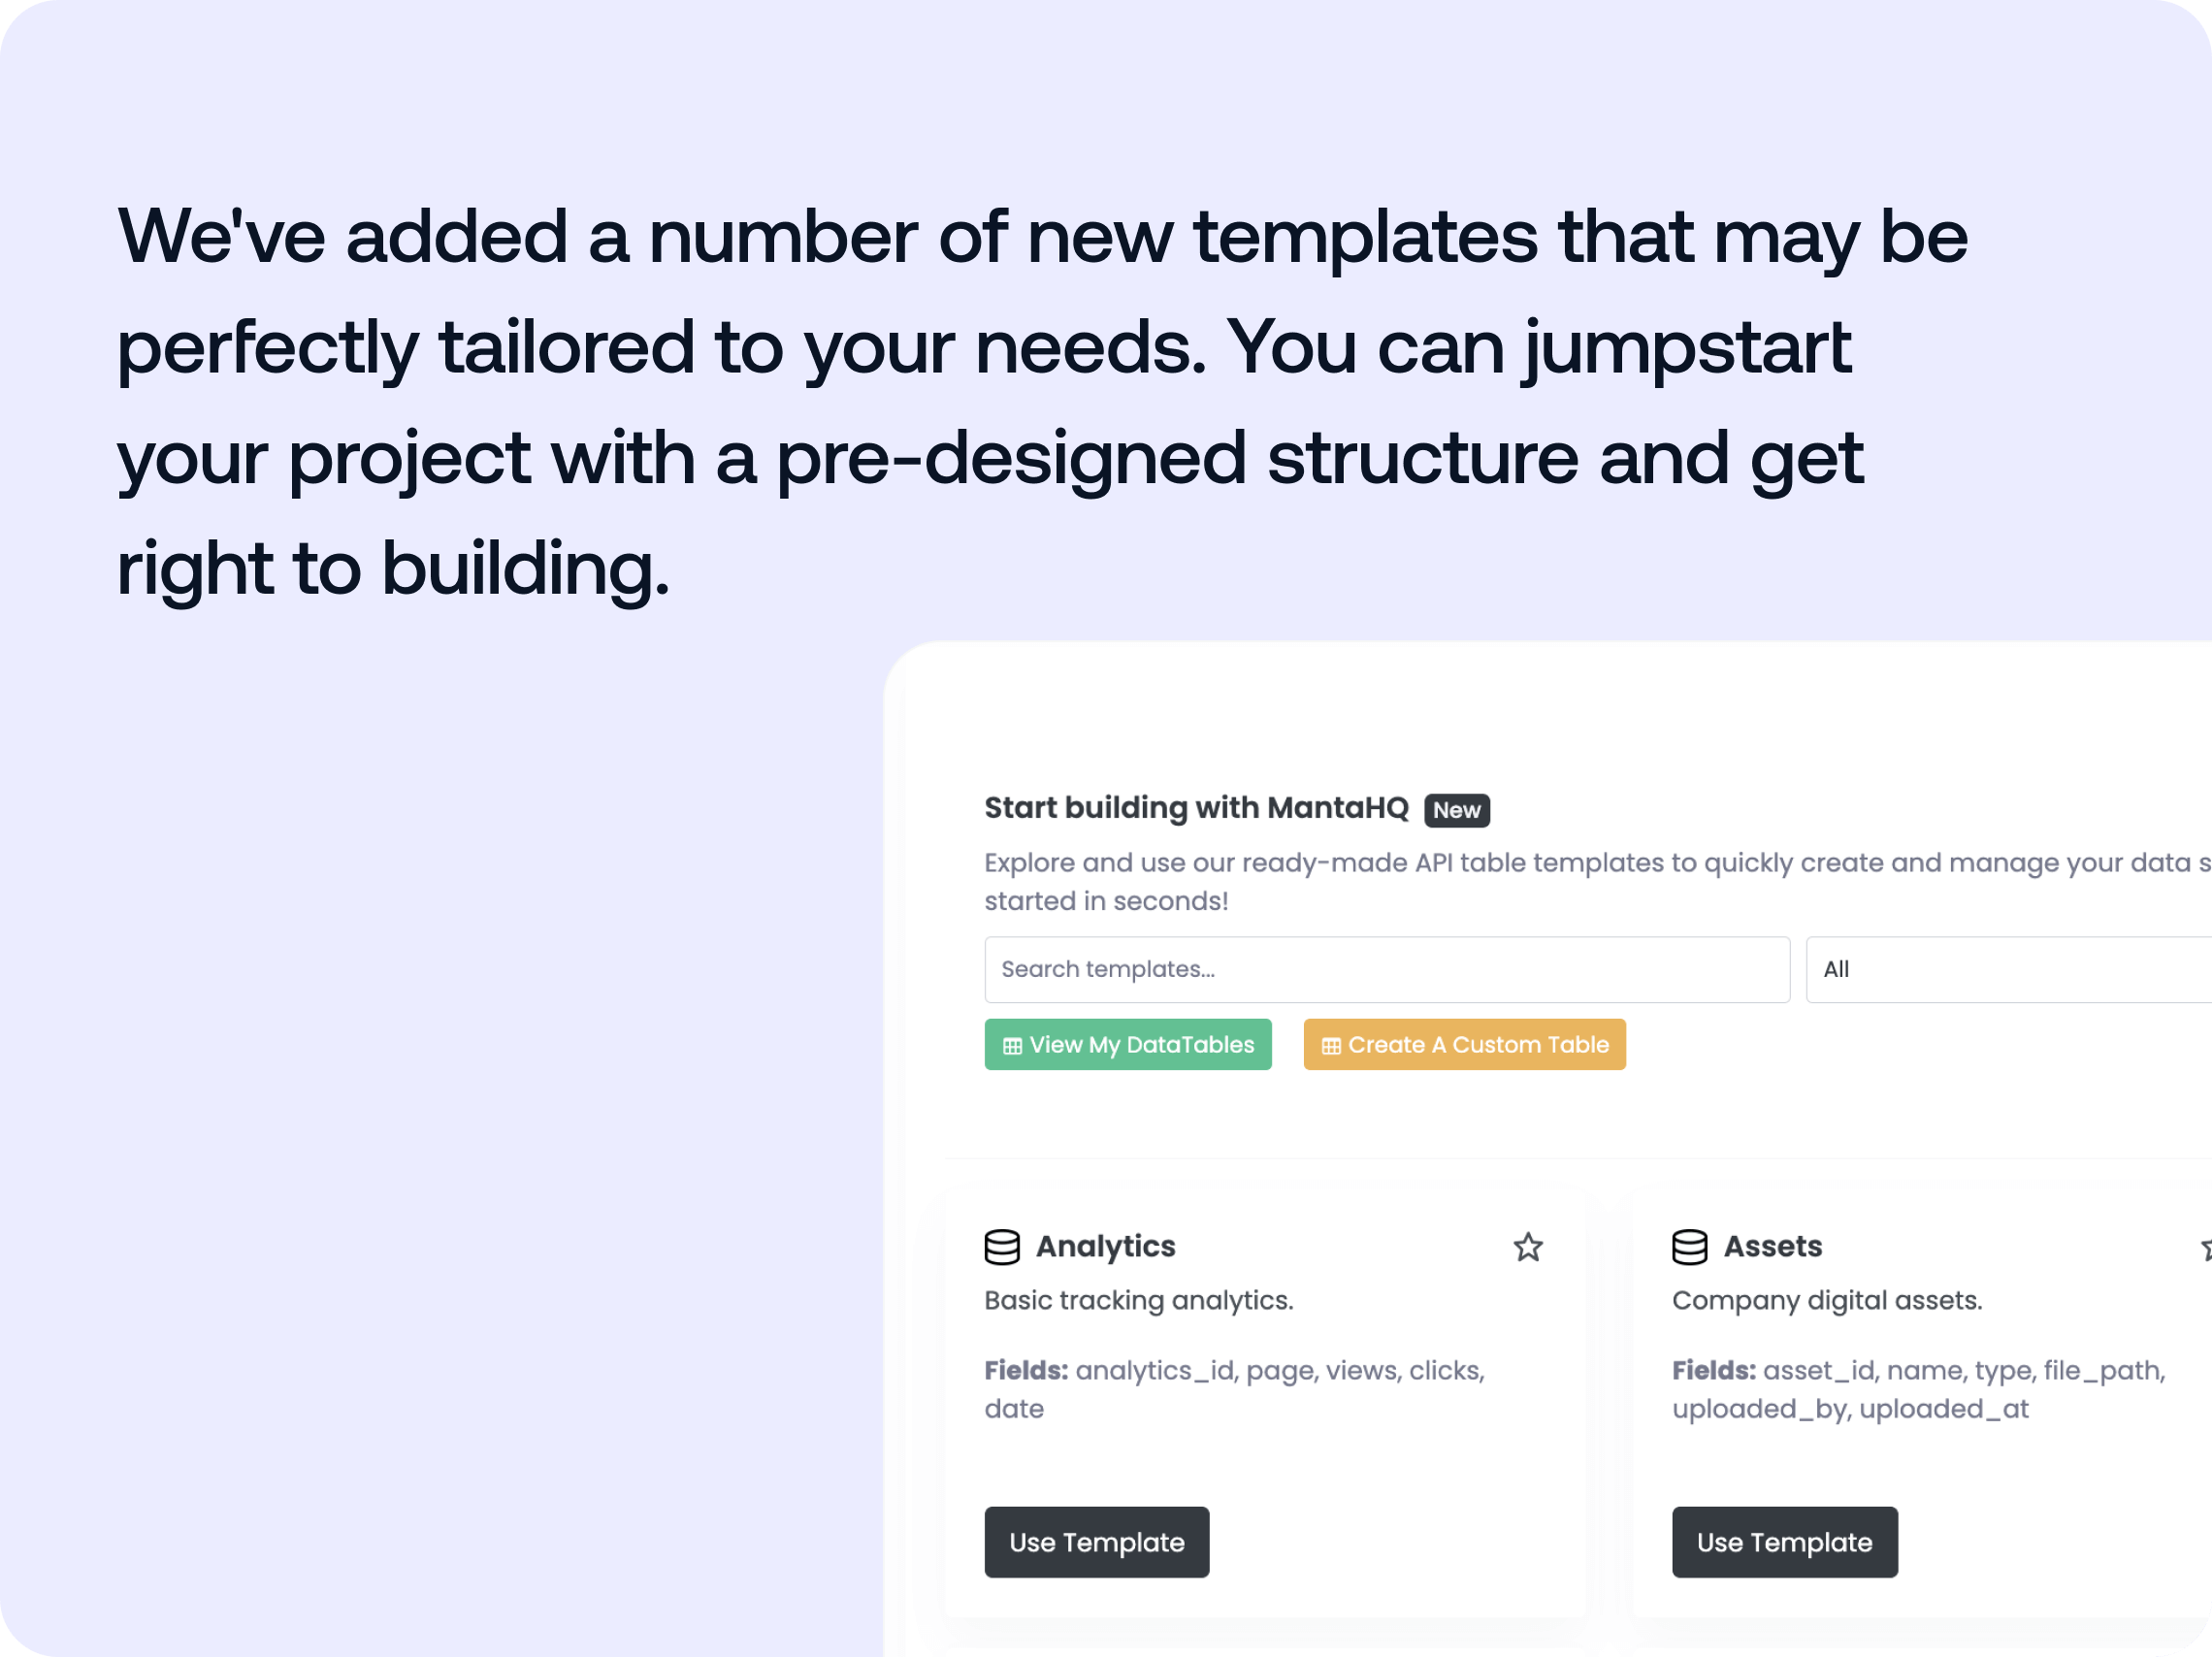 We've added a number of new templates that may be
perfectly tailored to your needs. You can jumpstart
your project with a pre-designed structure and get
right to building.
Start building with MantaHQ New
Explore and use our ready-made API table templates to quickly create and manage your data
started in seconds!
Search templates...
All
View My DataTables
Create A Custom Table
Analytics
Basic tracking analytics.
Fields: analytics_id, page, views, clicks,
date
Use Template
Assets
Company digital assets.
Fields: asset_id, name, type, file_path,
uploaded_by, uploaded_at
Use Template